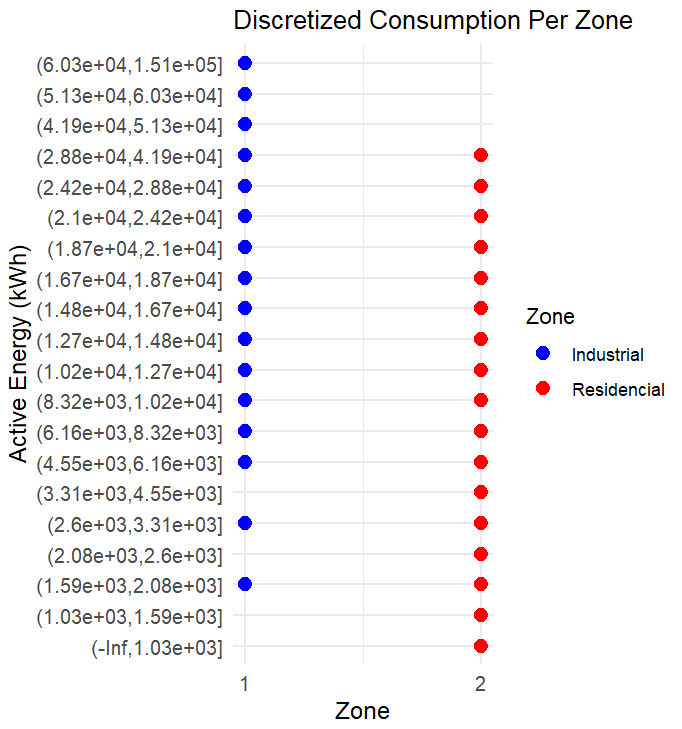 Discretized Consumption Per Zone
Active Energy (kWh)
(6.03e+04,1.51e+05]
(5.13e+04,6.03e+04]
(4.19e+04,5.13e+04]
(2.88e+04,4.19e+04]
(2.42e+04,2.88e+04]
(2.1e+04,2.42e+04]
(1.87e+04,2.1e+04]
(1.67e+04,1.87e+04]
(1.48e+04,1.67e+04]
(1.27e+04,1.48e+04]
(1.02e+04,1.27e+04]
(8.32e+03,1.02e+04]
(6.16e+03,8.32e+03]
(4.55e+03,6.16e+03]
(3.31e+03,4.55e+03]
(2.6e+03,3.31e+03]
(2.08e+03,2.6e+03]
(1.59e+03,2.08e+03]
(1.03e+03,1.59e+03]
(-Inf,1.03e+03]
1 2
Zone
Zone
Industrial
Residencial